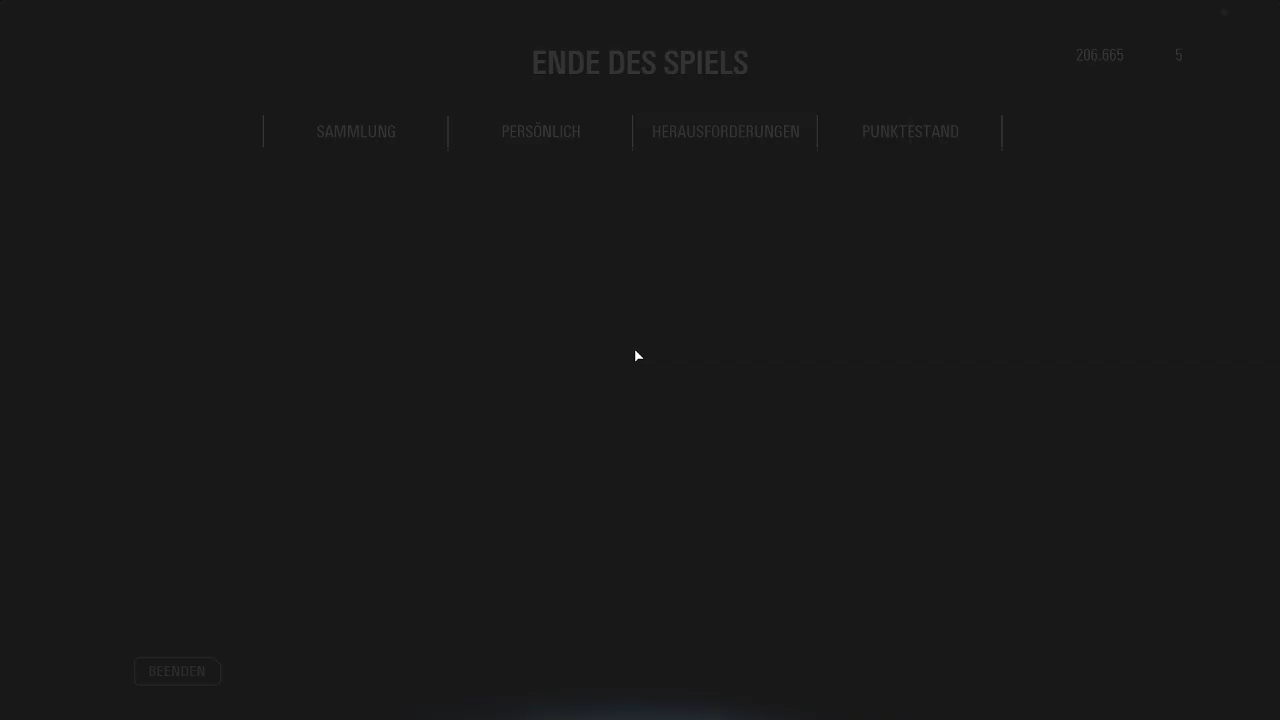 ENDE DES SPIELS
206.665 5
SAMMLUNG PERSÖNLICH HERAUSFORDERUNGEN PUNKTESTAND
BEENDEN